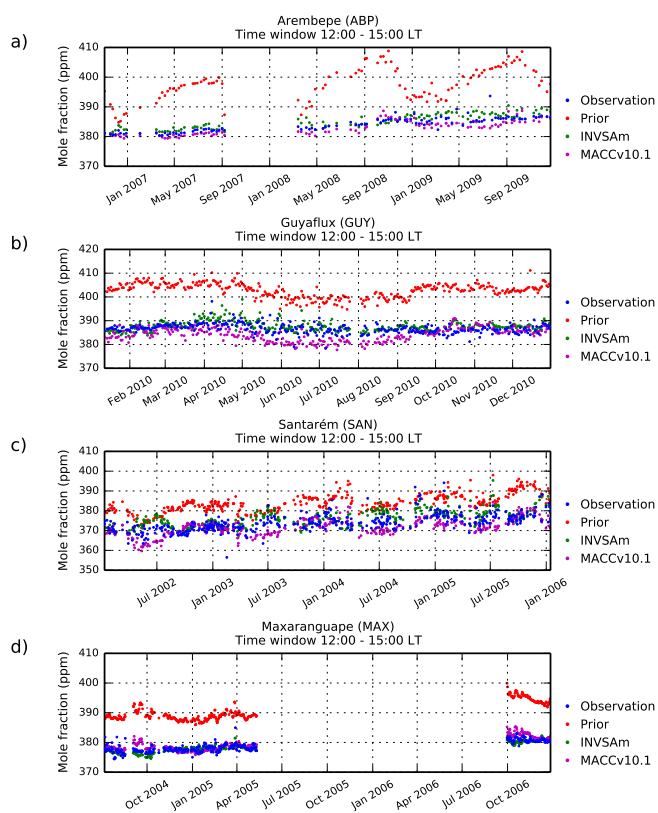 a)
Arembepe (ABP)
Time window 12:00 - 15:00 LT
Mole fraction (ppm)
410
400
390
380
370
Jan 2007
May 2007
Sep 2007
Jan 2008
May 2008
Sep 2008
Jan 2009
May 2009
Sep 2009
Observation
Prior
INVSAm
MACCv10.1
b)
Guyaflux (GUY)
Time window 12:00 - 15:00 LT
Mole fraction (ppm)
420
410
400
390
380
370
Feb 2010
Mar 2010
Apr 2010
May 2010
Jun 2010
Jul 2010
Aug 2010
Sep 2010
Oct 2010
Nov 2010
Dec 2010
Observation
Prior
INVSAm
MACCv10.1
c)
Santarém (SAN)
Time window 12:00 - 15:00 LT
Mole fraction (ppm)
410
400
390
380
370
360
350
Jul 2002
Jan 2003
Jul 2003
Jan 2004
Jul 2004
Jan 2005
Jul 2005
Jan 2006
Observation
Prior
INVSAm
MACCv10.1
d)
Maxaranguape (MAX)
Time window 12:00 - 15:00 LT
Mole fraction (ppm)
410
400
390
380
370
Oct 2004
Jan 2005
Apr 2005
Jul 2005
Oct 2005
Jan 2006
Apr 2006
Jul 2006
Oct 2006
Observation
Prior
INVSAm
MACCv10.1